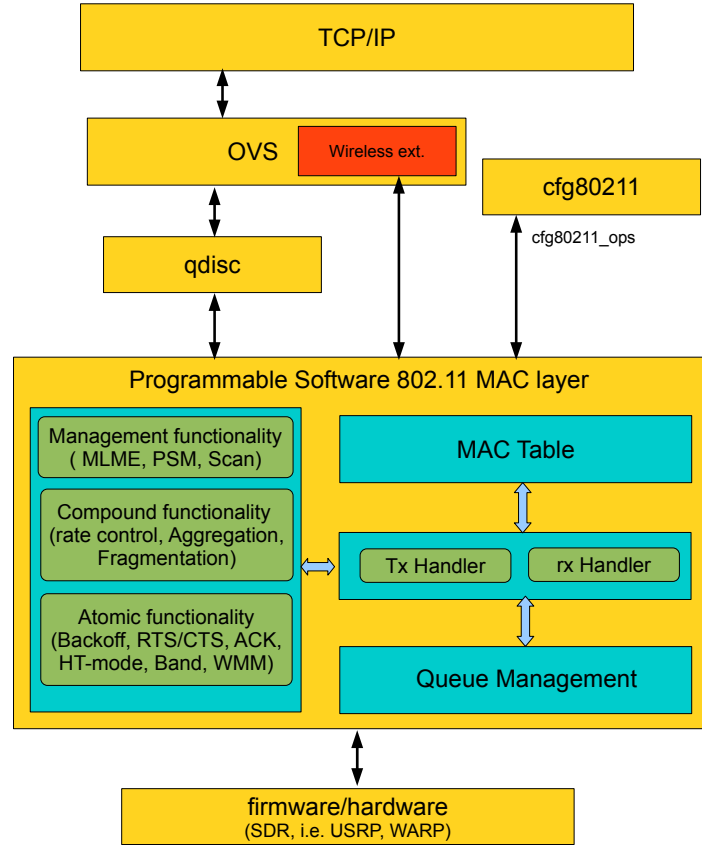 TCP/IP
OVS
Wireless ext.
cfg80211
cfg80211_ops
qdisc
Programmable Software 802.11 MAC layer
Management functionality
( MLME, PSM, Scan)
Compound functionality
(rate control, Aggregation,
Fragmentation)
Atomic functionality
(Backoff, RTS/CTS, ACK,
HT-mode, Band, WMM)
MAC Table
Tx Handler
rx Handler
Queue Management
firmware/hardware
(SDR, i.e. USRP, WARP)